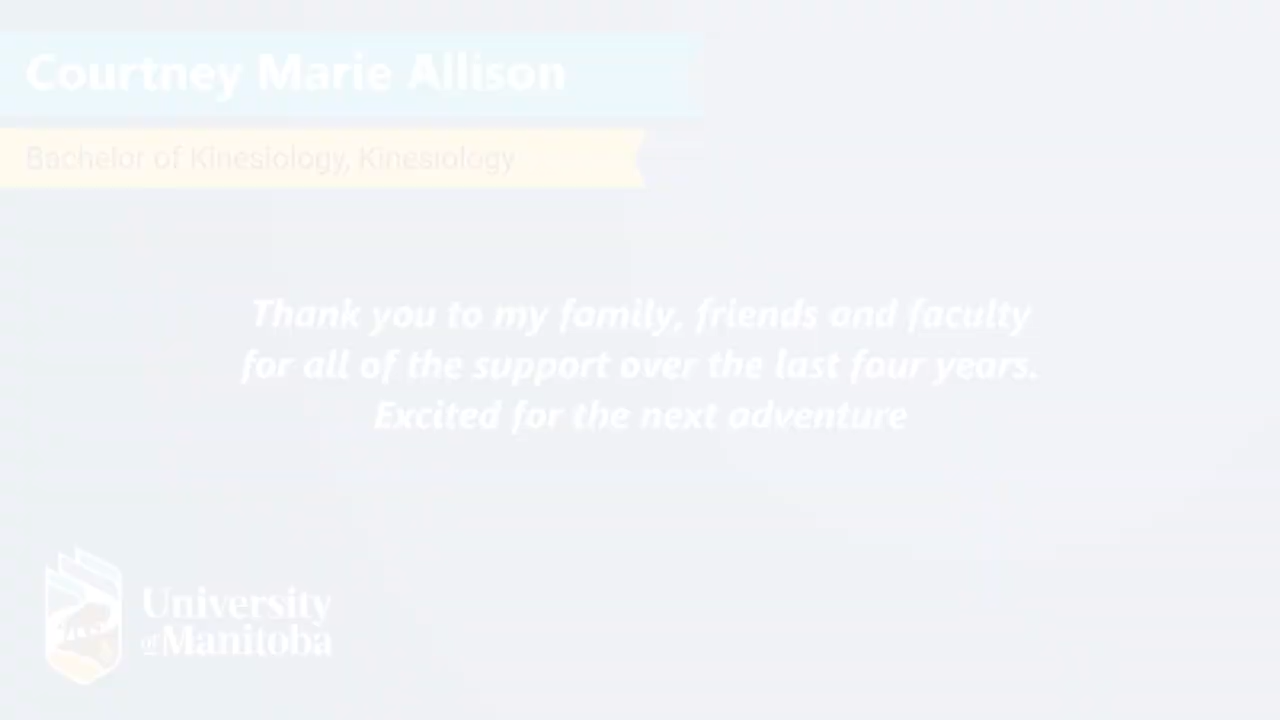 Courtney Marie Allison
Bachelor of Kinesiology, Kinesiology
Thank you to my family, friends and faculty
for all of the support over the last four years.
Excited for the next adventure
University
of Manitoba